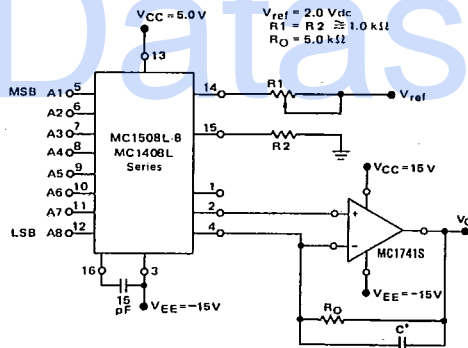 Datas
VCC = 5.0 V
Vref = 2.0 Vdc
R1 = R2 ≅ 1.0 kΩ
RO = 5.0 kΩ
13
MSB A1 5
A2 6
A3 7
A4 8
A5 9
A6 10
A7 11
LSB A8 12
MC1508L-8
MC1408L
Series
14
R1
Vref
15
R2
1
2
4
VCC = 15 V
+
−
MC1741S
VO
VEE = −15V
RO
C*
16
3
15
pF
VEE = −15V